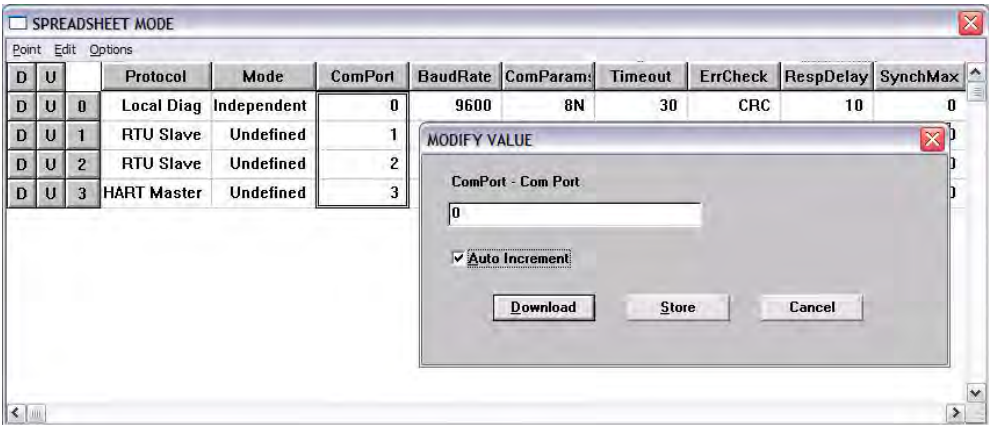 SPREADSHEET MODE
Point Edit Options
D U Protocol Mode ComPort BaudRate ComParams Timeout ErrCheck RespDelay SynchMax
D U 0 Local Diag Independent 0 9600 8N 30 CRC 10 0
D U 1 RTU Slave Undefined 1
D U 2 RTU Slave Undefined 2
D U 3 HART Master Undefined 3
MODIFY VALUE
ComPort - Com Port
0
Auto Increment
Download Store Cancel